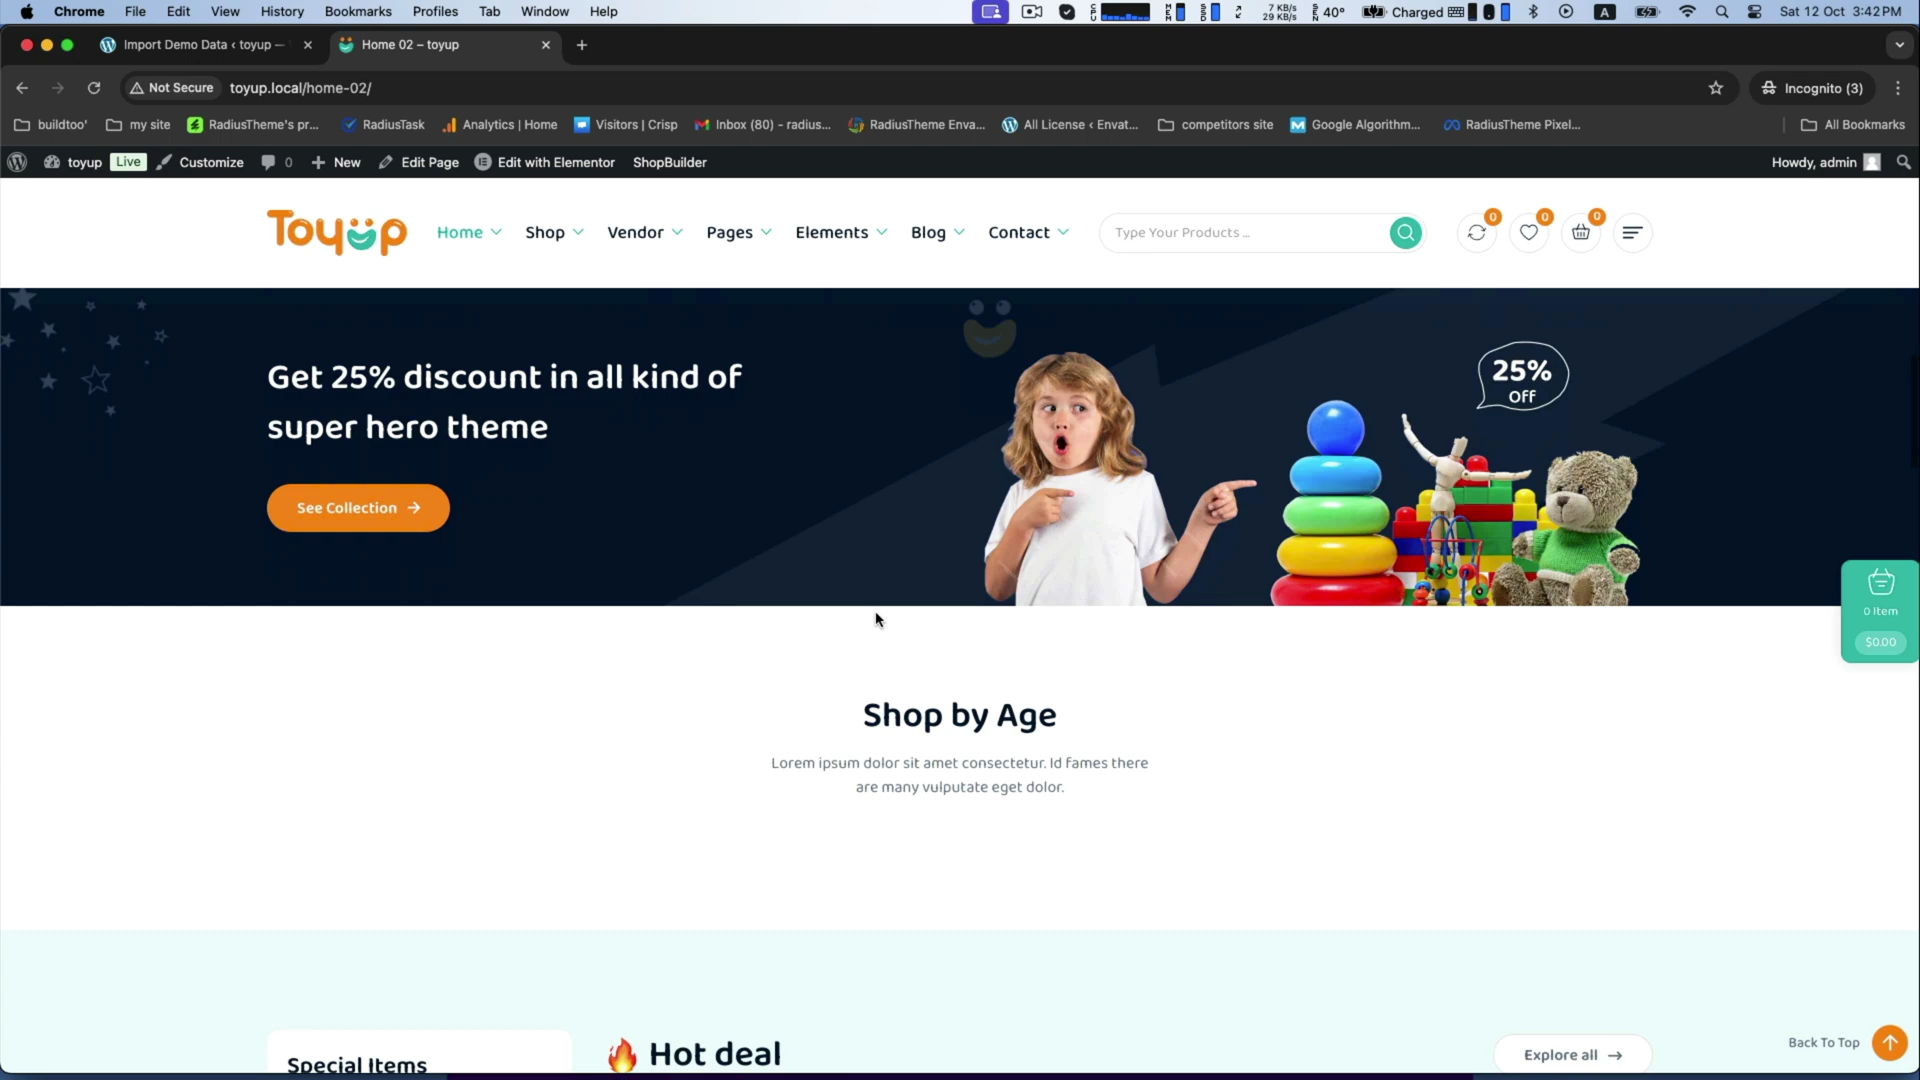 Chrome File Edit View History Bookmarks Profiles Tab Window Help 7 KB/s 29 KB/s 40° Charged A Sat 12 Oct 3:42 PM
Import Demo Data ‹ toyup — Home 02 – toyup
Not Secure toyup.local/home-02/ Incognito (3)
buildtoo' my site RadiusTheme's pr... RadiusTask Analytics | Home Visitors | Crisp Inbox (80) - radius... RadiusTheme Enva... All License ‹ Envat... competitors site Google Algorithm... RadiusTheme Pixel... All Bookmarks
toyup Live Customize 0 New Edit Page Edit with Elementor ShopBuilder Howdy, admin
Toyup Home Shop Vendor Pages Elements Blog Contact Type Your Products ... 0 0 0
Get 25% discount in all kind of
super hero theme
See Collection
25%
OFF
0 Item
$0.00
Shop by Age
Lorem ipsum dolor sit amet consectetur. Id fames there
are many vulputate eget dolor.
Special Items
Hot deal
Explore all
Back To Top